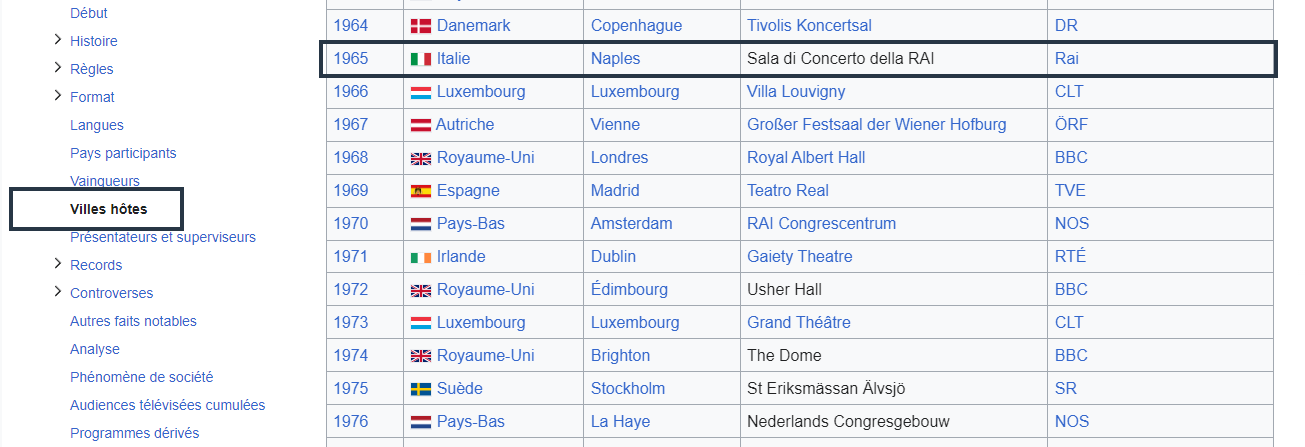 Début
Histoire
Règles
Format
Langues
Pays participants
Vainqueurs
Villes hôtes
Présentateurs et superviseurs
Records
Controverses
Autres faits notables
Analyse
Phénomène de société
Audiences télévisées cumulées
Programmes dérivés
1964 Danemark Copenhague Tivolis Koncertsal DR
1965 Italie Naples Sala di Concerto della RAI Rai
1966 Luxembourg Luxembourg Villa Louvigny CLT
1967 Autriche Vienne Großer Festsaal der Wiener Hofburg ÖRF
1968 Royaume-Uni Londres Royal Albert Hall BBC
1969 Espagne Madrid Teatro Real TVE
1970 Pays-Bas Amsterdam RAI Congrescentrum NOS
1971 Irlande Dublin Gaiety Theatre RTÉ
1972 Royaume-Uni Édimbourg Usher Hall BBC
1973 Luxembourg Luxembourg Grand Théâtre CLT
1974 Royaume-Uni Brighton The Dome BBC
1975 Suède Stockholm St Eriksmässan Älvsjö SR
1976 Pays-Bas La Haye Nederlands Congresgebouw NOS